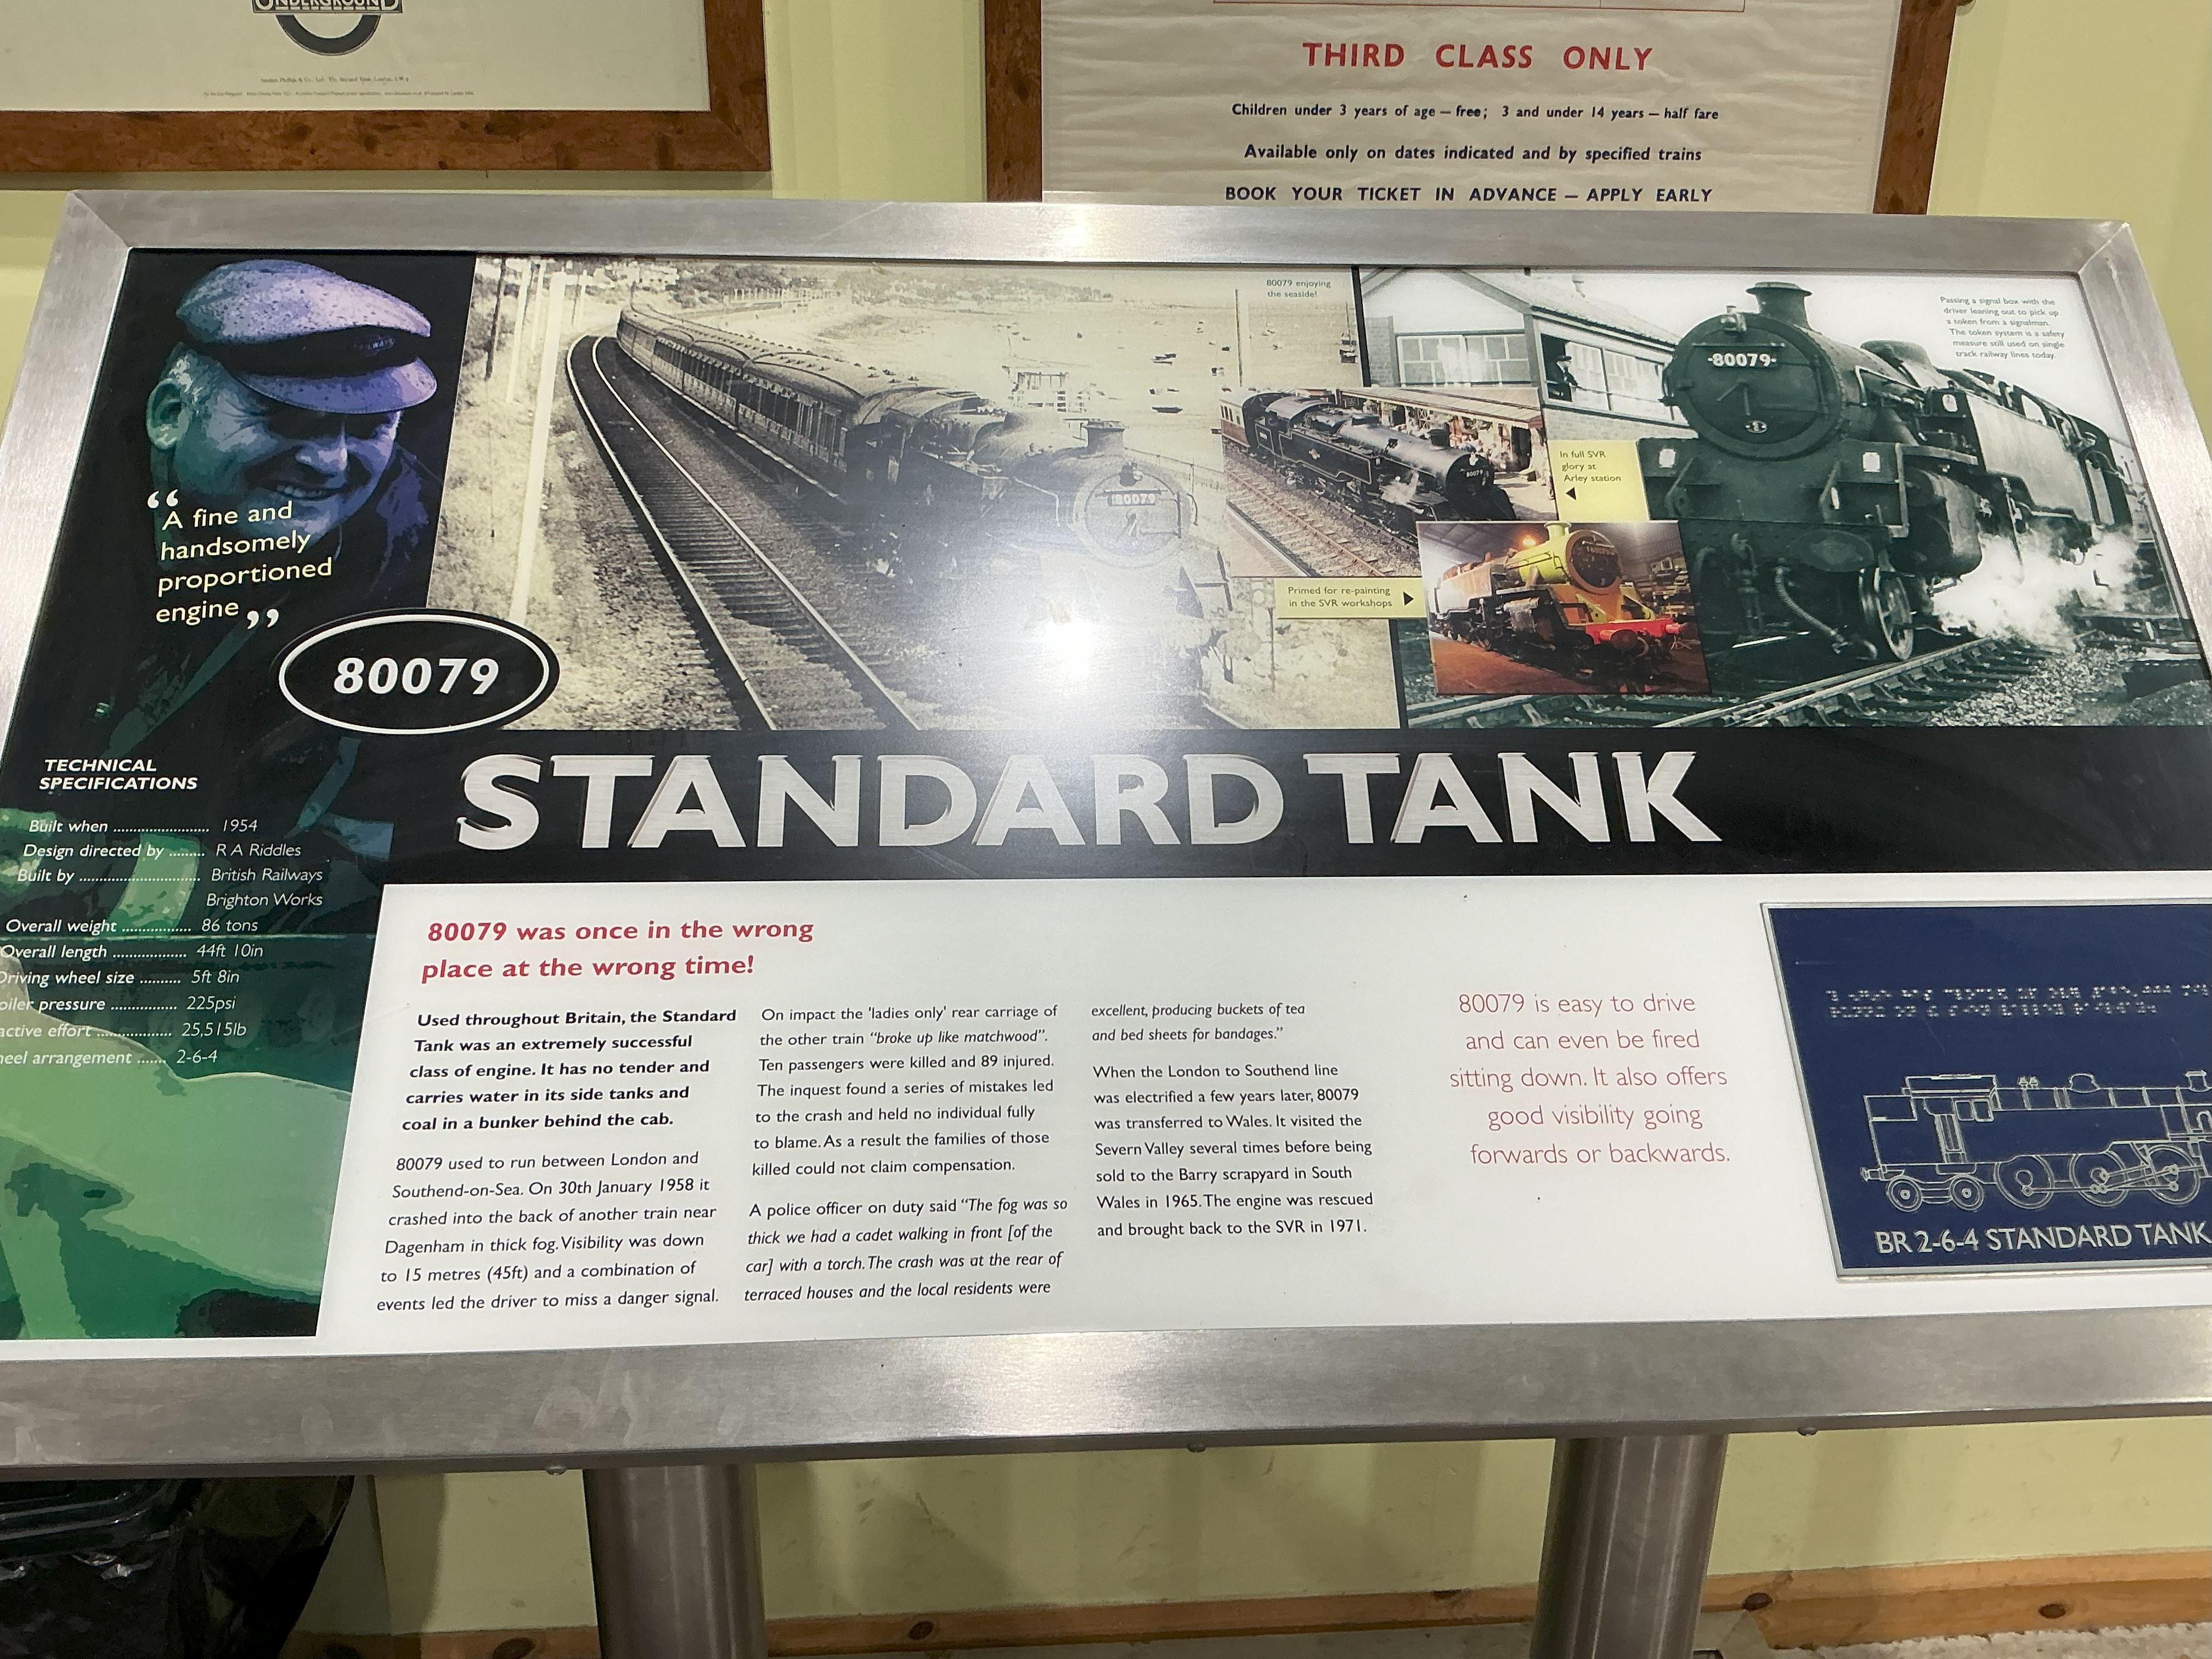 UNDERGROUND
THIRD CLASS ONLY
Children under 3 years of age — free; 3 and under 14 years — half fare
Available only on dates indicated and by specified trains
BOOK YOUR TICKET IN ADVANCE — APPLY EARLY
80079 enjoying
the seaside!
Passing a signal box with the
driver leaning out to pick up
a token from a signalman.
The token system is a safety
measure still used on single
track railway lines today.
80079
80079
80079
In full SVR
glory at
Arley station
Primed for re-painting
in the SVR workshops
“A fine and
handsomely
proportioned
engine”
80079
STANDARD TANK
TECHNICAL
SPECIFICATIONS
Built when ........................ 1954
Design directed by ......... R A Riddles
Built by .............................. British Railways
Brighton Works
Overall weight ................. 86 tons
Overall length .................. 44ft 10in
Driving wheel size .......... 5ft 8in
oiler pressure ................ 225psi
active effort ................... 25,515lb
heel arrangement ....... 2-6-4
80079 was once in the wrong
place at the wrong time!
Used throughout Britain, the Standard
Tank was an extremely successful
class of engine. It has no tender and
carries water in its side tanks and
coal in a bunker behind the cab.
80079 used to run between London and
Southend-on-Sea. On 30th January 1958 it
crashed into the back of another train near
Dagenham in thick fog. Visibility was down
to 15 metres (45ft) and a combination of
events led the driver to miss a danger signal.
On impact the 'ladies only' rear carriage of
the other train “broke up like matchwood”.
Ten passengers were killed and 89 injured.
The inquest found a series of mistakes led
to the crash and held no individual fully
to blame. As a result the families of those
killed could not claim compensation.
A police officer on duty said “The fog was so
thick we had a cadet walking in front [of the
car] with a torch. The crash was at the rear of
terraced houses and the local residents were
excellent, producing buckets of tea
and bed sheets for bandages.”
When the London to Southend line
was electrified a few years later, 80079
was transferred to Wales. It visited the
Severn Valley several times before being
sold to the Barry scrapyard in South
Wales in 1965. The engine was rescued
and brought back to the SVR in 1971.
80079 is easy to drive
and can even be fired
sitting down. It also offers
good visibility going
forwards or backwards.
BR 2-6-4 STANDARD TANK